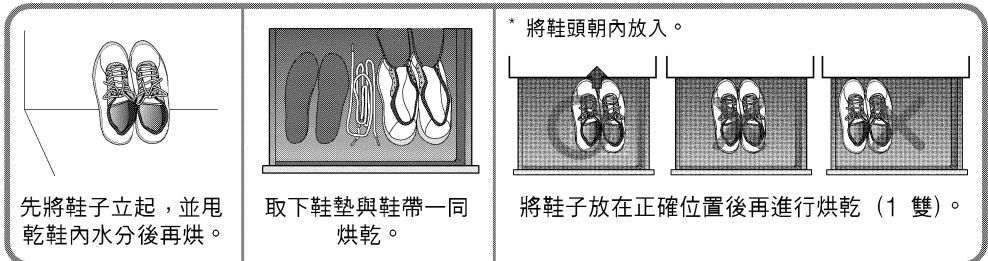 先將鞋子立起，並甩
乾鞋內水分後再烘。
取下鞋墊與鞋帶一同
烘乾。
* 將鞋頭朝內放入。
將鞋子放在正確位置後再進行烘乾 (1 雙)。